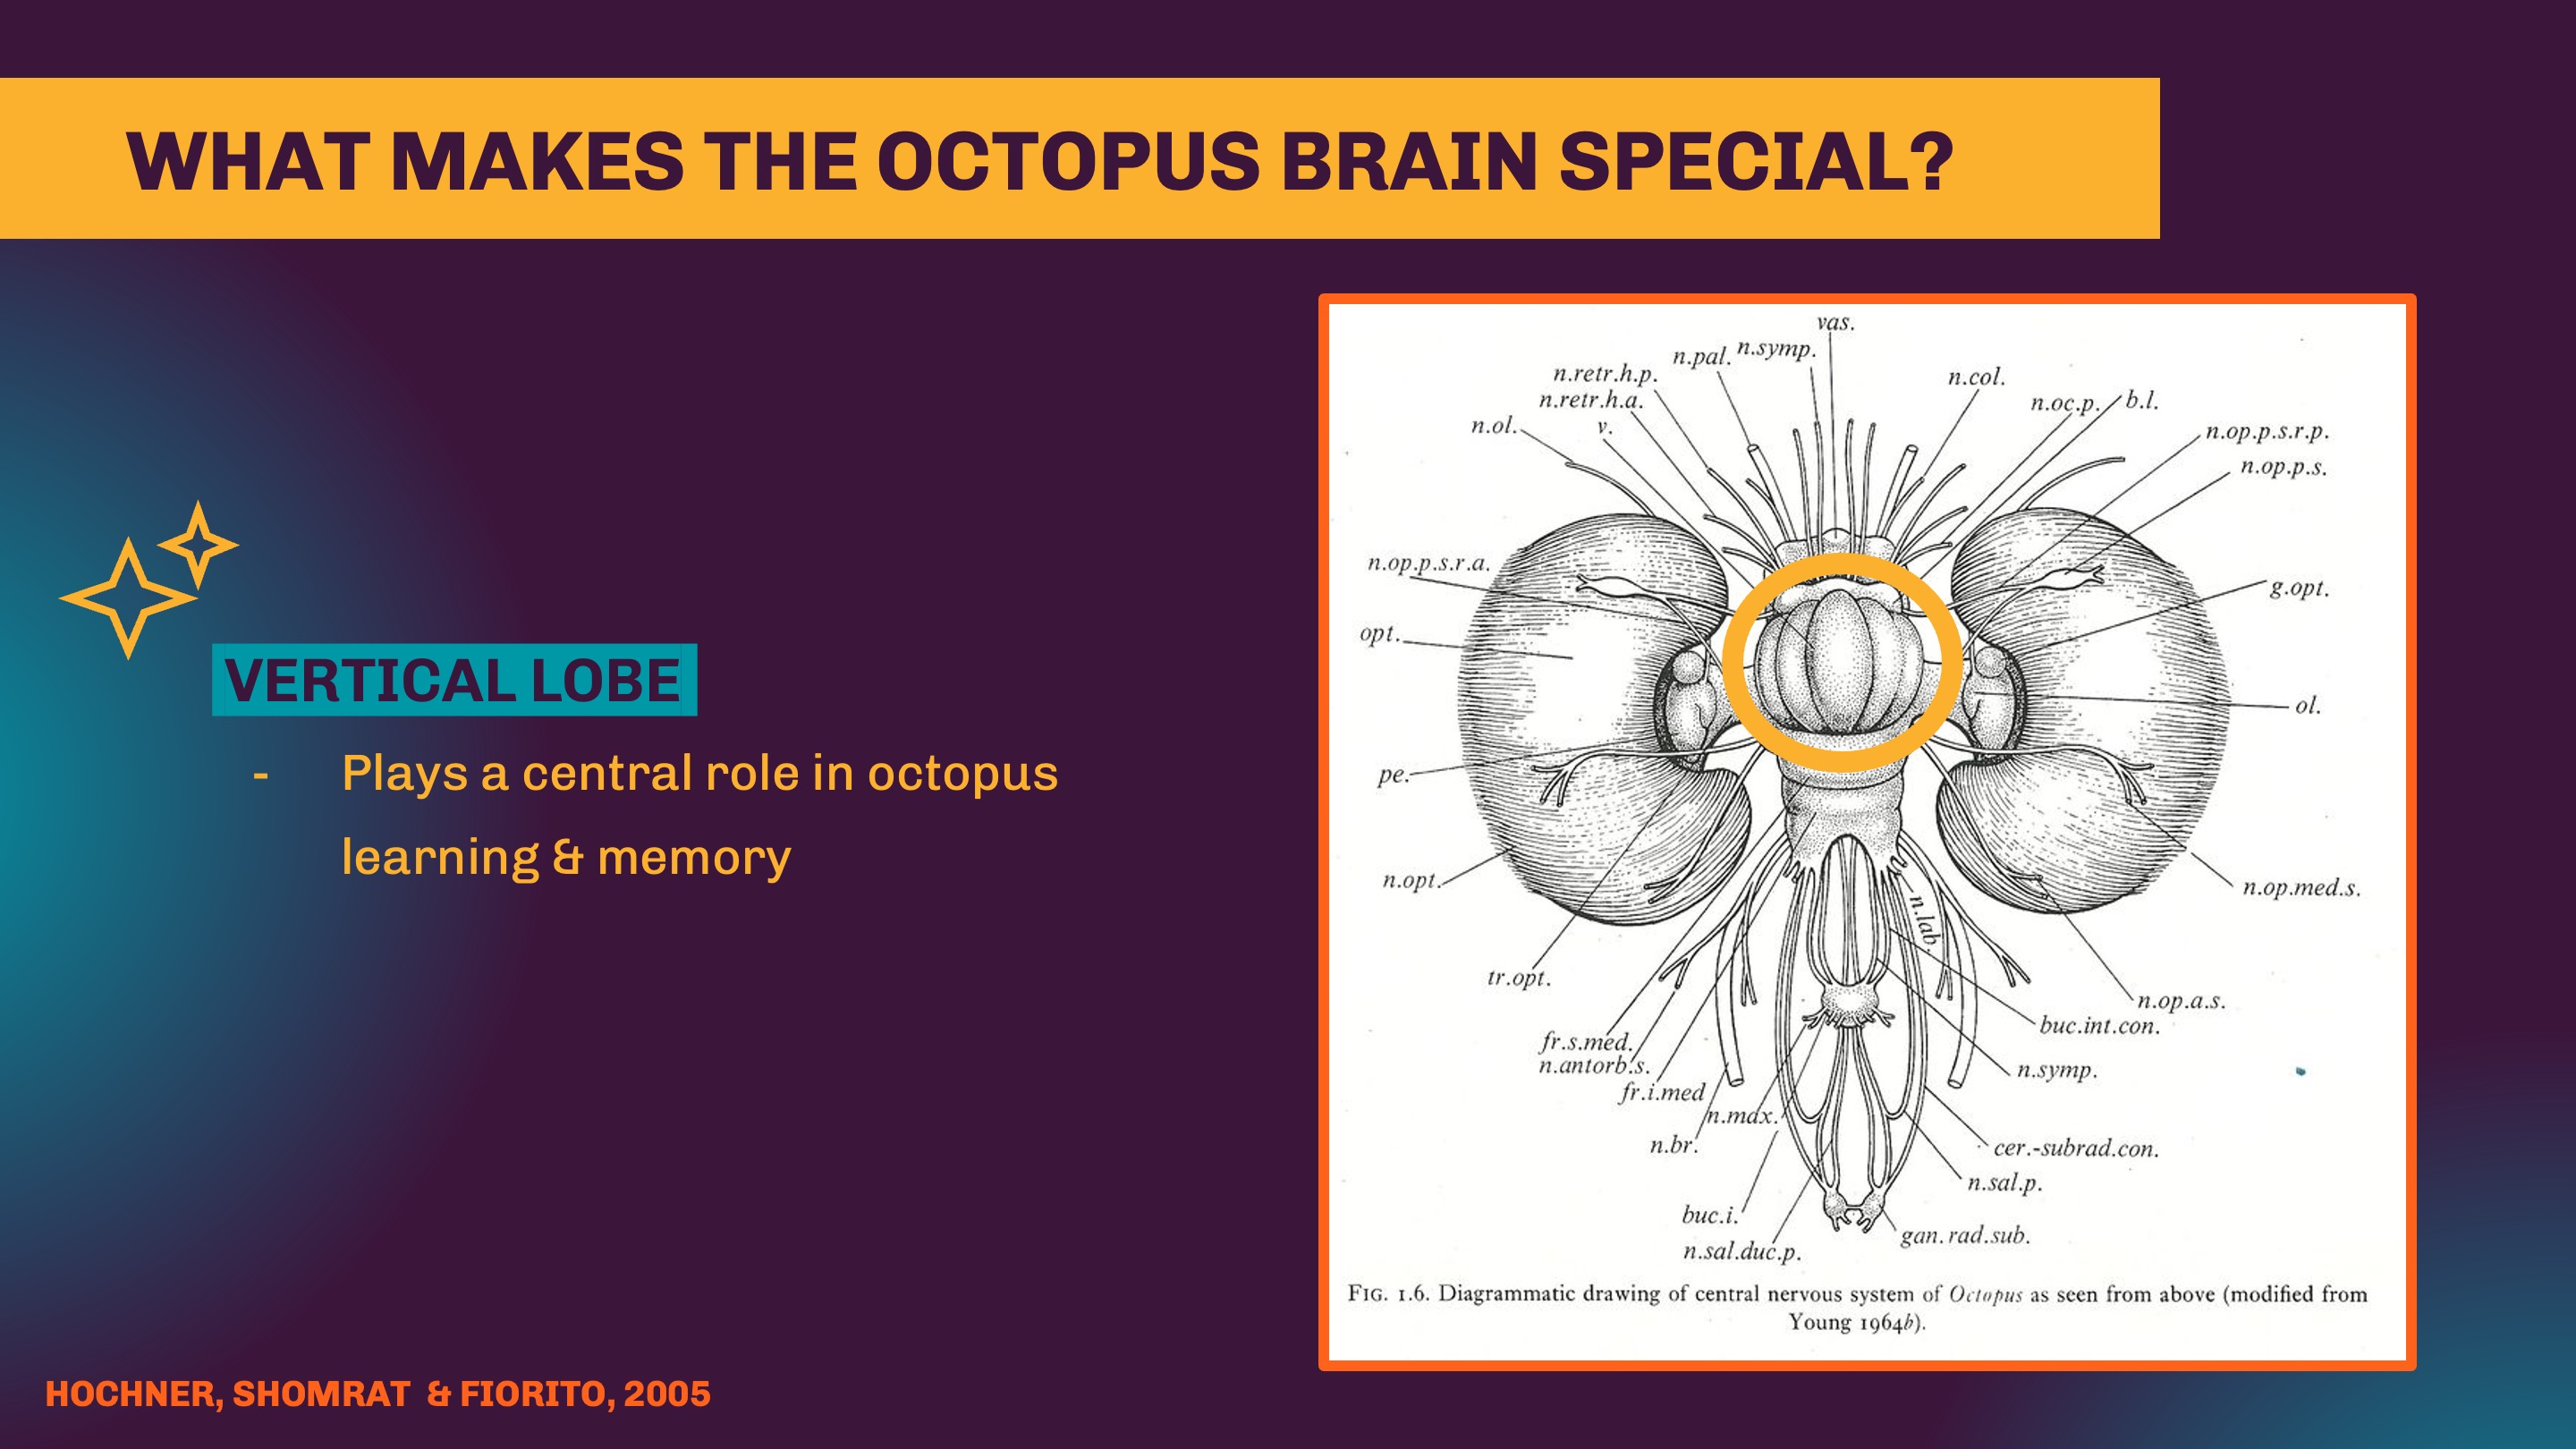 WHAT MAKES THE OCTOPUS BRAIN SPECIAL?
VERTICAL LOBE
- Plays a central role in octopus
learning & memory
HOCHNER, SHOMRAT & FIORITO, 2005
vas.
n.symp.
n.pal.
n.retr.h.p.
n.retr.h.a.
v.
n.ol.
n.col.
n.oc.p.
b.l.
n.op.p.s.r.p.
n.op.p.s.
n.op.p.s.r.a.
g.opt.
opt.
ol.
pe.
n.opt.
n.op.med.s.
n.lab.
tr.opt.
n.op.a.s.
buc.int.con.
fr.s.med.
n.antorb.s.
n.symp.
fr.i.med
n.max.
n.br.
cer.-subrad.con.
n.sal.p.
buc.i.
gan.rad.sub.
n.sal.duc.p.
FIG. 1.6. Diagrammatic drawing of central nervous system of Octopus as seen from above (modified from
Young 1964b).